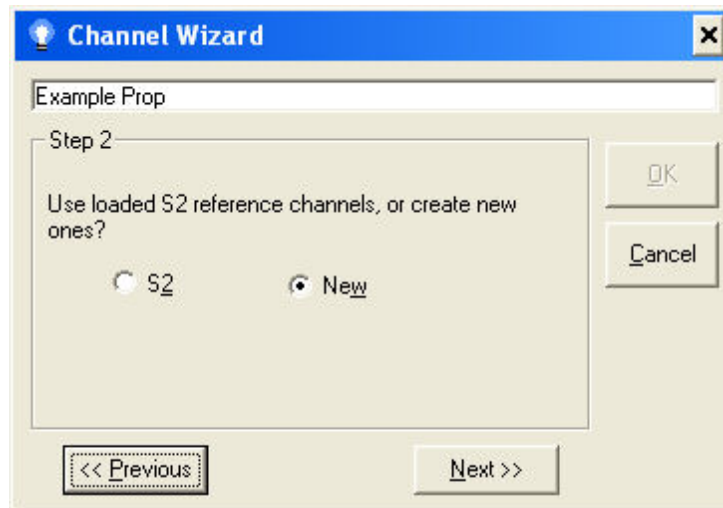 Channel Wizard
Example Prop
Step 2
Use loaded S2 reference channels, or create new
ones?
S2
New
OK
Cancel
<< Previous
Next >>